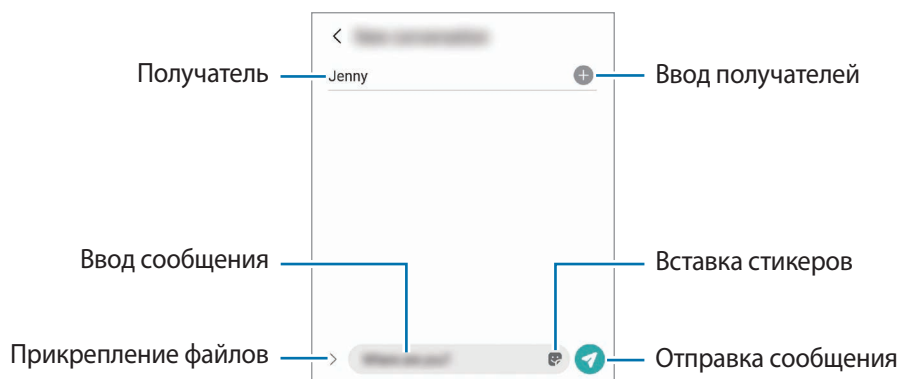 Получатель
Jenny
Ввод получателей
Ввод сообщения
Вставка стикеров
Прикрепление файлов
Отправка сообщения